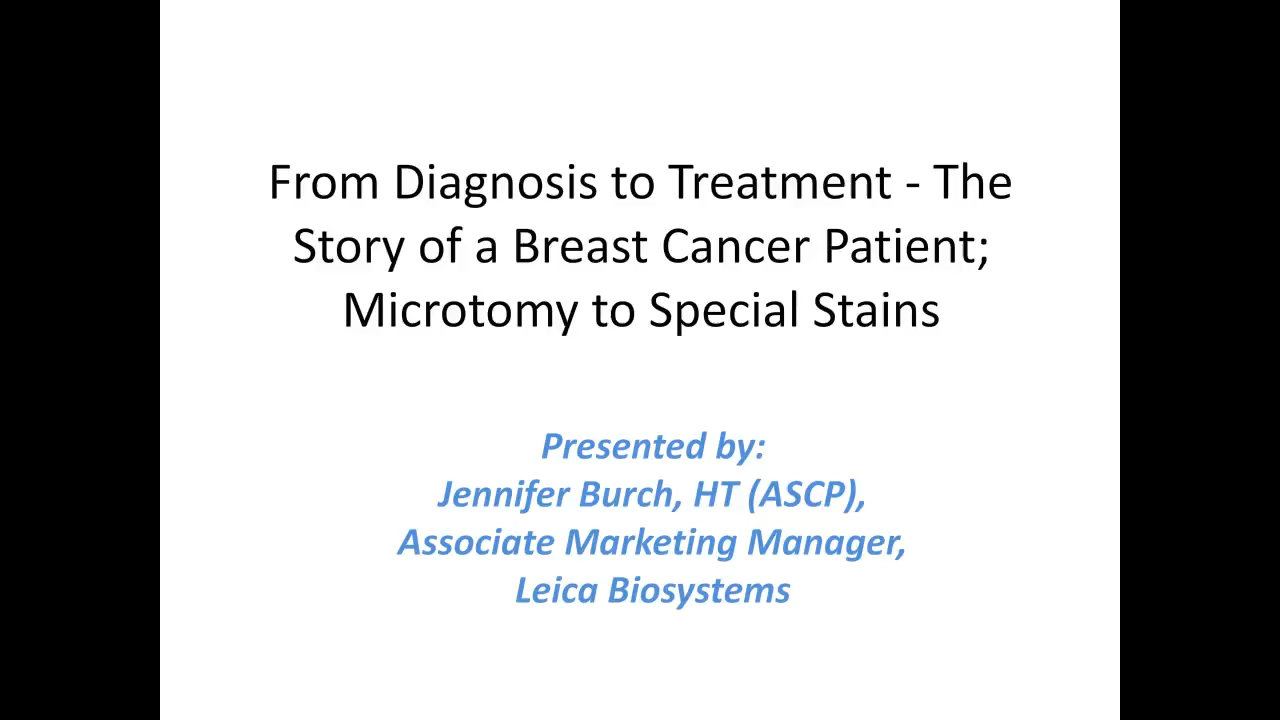 From Diagnosis to Treatment - The
Story of a Breast Cancer Patient;
Microtomy to Special Stains
Presented by:
Jennifer Burch, HT (ASCP),
Associate Marketing Manager,
Leica Biosystems